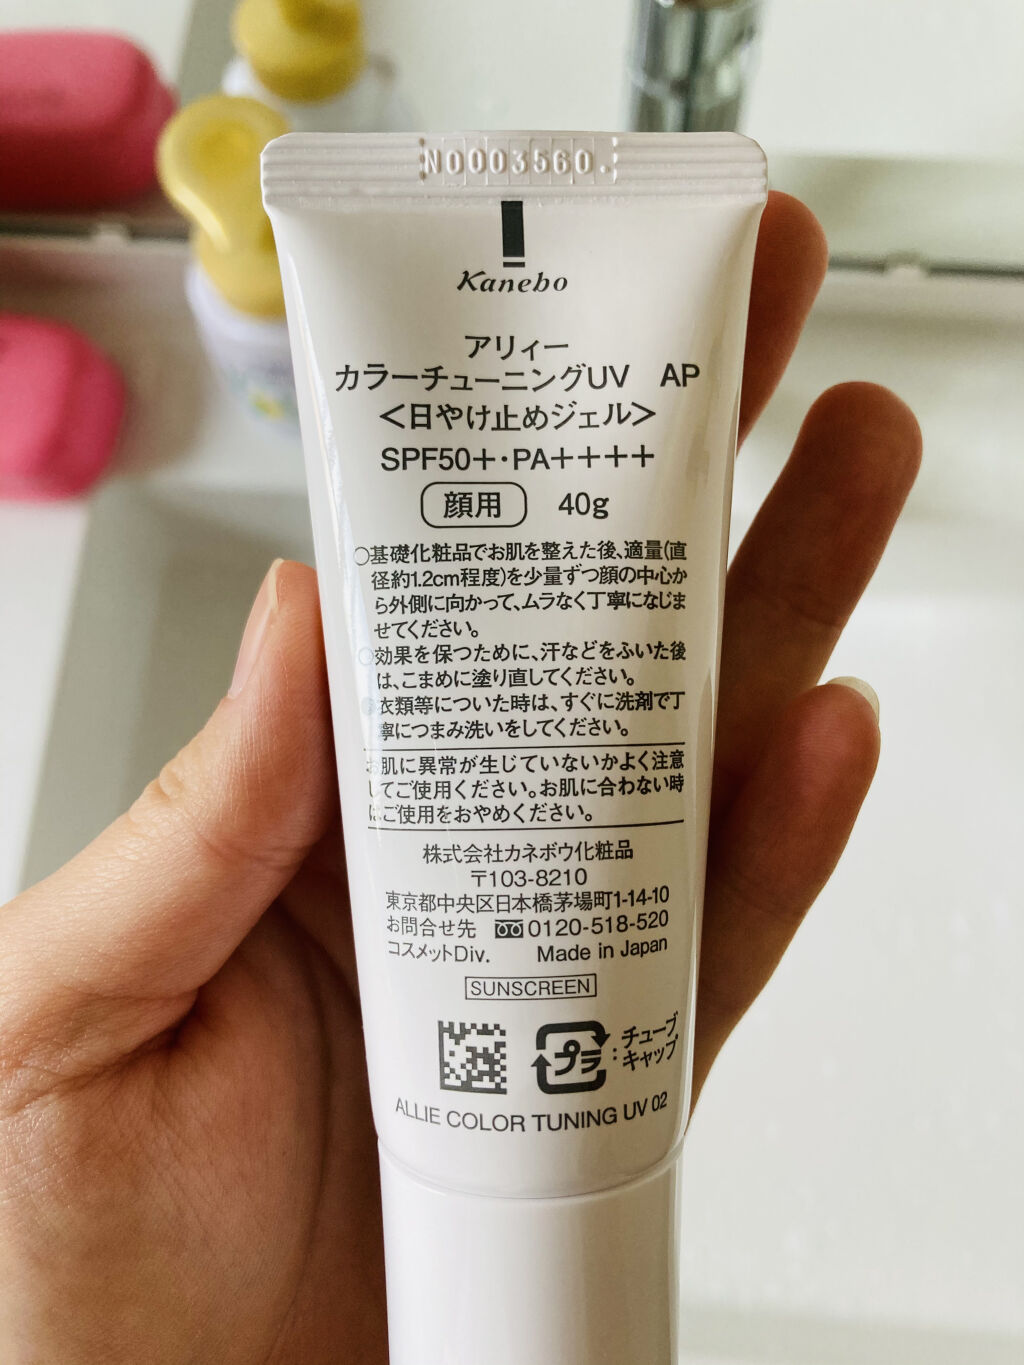 N0003560.
Kanebo
アリィー
カラーチューニングUV AP
＜日やけ止めジェル＞
SPF50+・PA++++
顔用 40g
○基礎化粧品でお肌を整えた後、適量(直
径約1.2cm程度)を少量ずつ顔の中心か
ら外側に向かって、ムラなく丁寧になじま
せてください。
○効果を保つために、汗などをふいた後
は、こまめに塗り直してください。
●衣類等についた時は、すぐに洗剤で丁
寧につまみ洗いをしてください。
お肌に異常が生じていないかよく注意
してご使用ください。お肌に合わない時
はご使用をおやめください。
株式会社カネボウ化粧品
〒103-8210
東京都中央区日本橋茅場町1-14-10
お問合せ先 0120-518-520
コスメットDiv. Made in Japan
SUNSCREEN
プラ : チューブ
キャップ
ALLIE COLOR TUNING UV 02